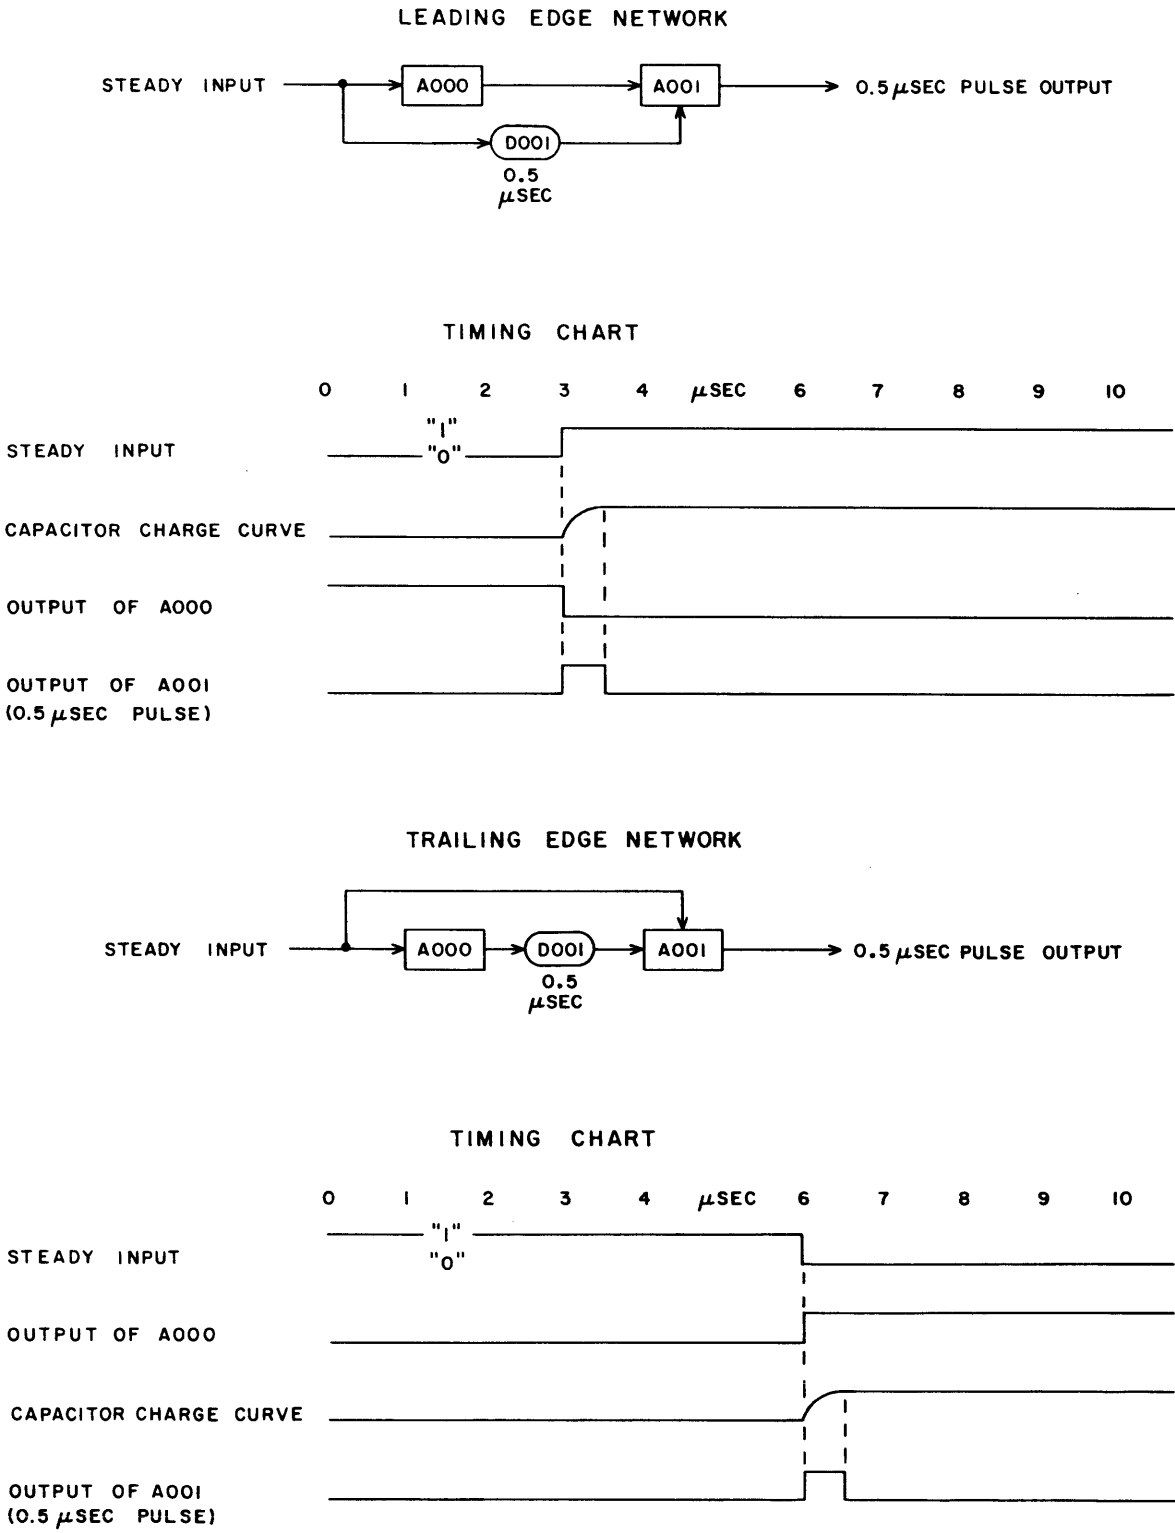 LEADING EDGE NETWORK
STEADY INPUT
A000
A001
0.5 μSEC PULSE OUTPUT
D001
0.5
μSEC
TIMING CHART
0 1 2 3 4 μSEC 6 7 8 9 10
"1"
STEADY INPUT
"0"
CAPACITOR CHARGE CURVE
OUTPUT OF A000
OUTPUT OF A001
(0.5 μSEC PULSE)
TRAILING EDGE NETWORK
STEADY INPUT
A000
D001
A001
0.5 μSEC PULSE OUTPUT
0.5
μSEC
TIMING CHART
0 1 2 3 4 μSEC 6 7 8 9 10
"1"
STEADY INPUT
"0"
OUTPUT OF A000
CAPACITOR CHARGE CURVE
OUTPUT OF A001
(0.5 μSEC PULSE)